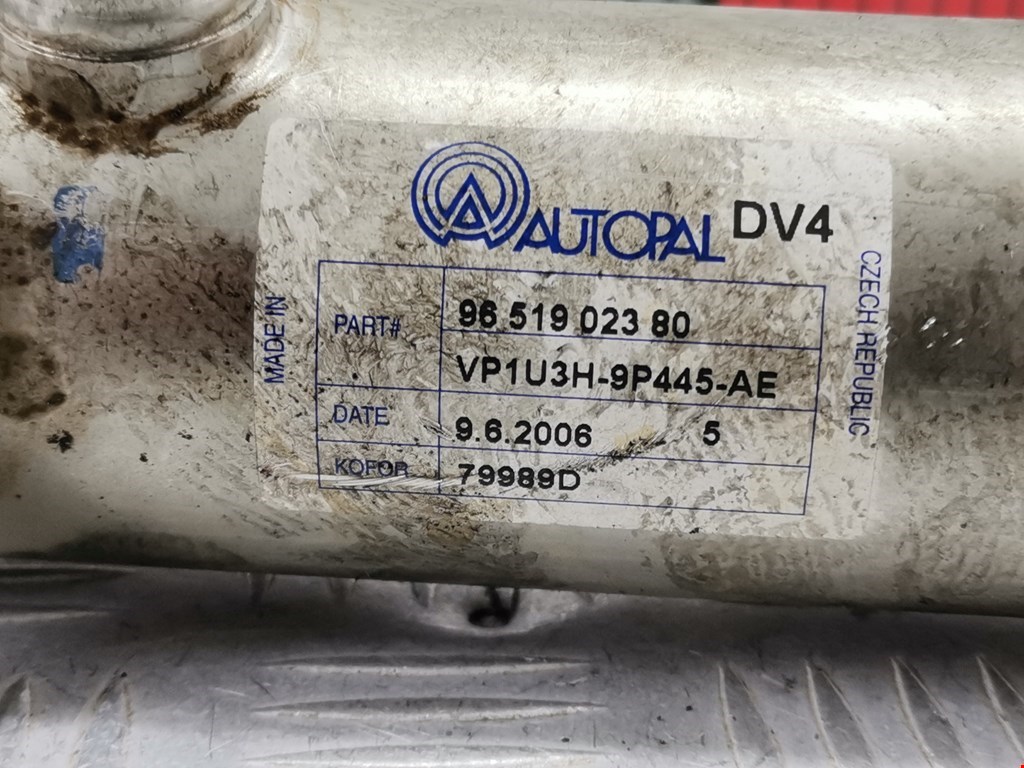 AUTOPAL DV4
MADE IN
PART# 96 519 023 80
VP1U3H-9P445-AE
DATE 9.6.2006 5
KOFOR 79989D
CZECH REPUBLIC